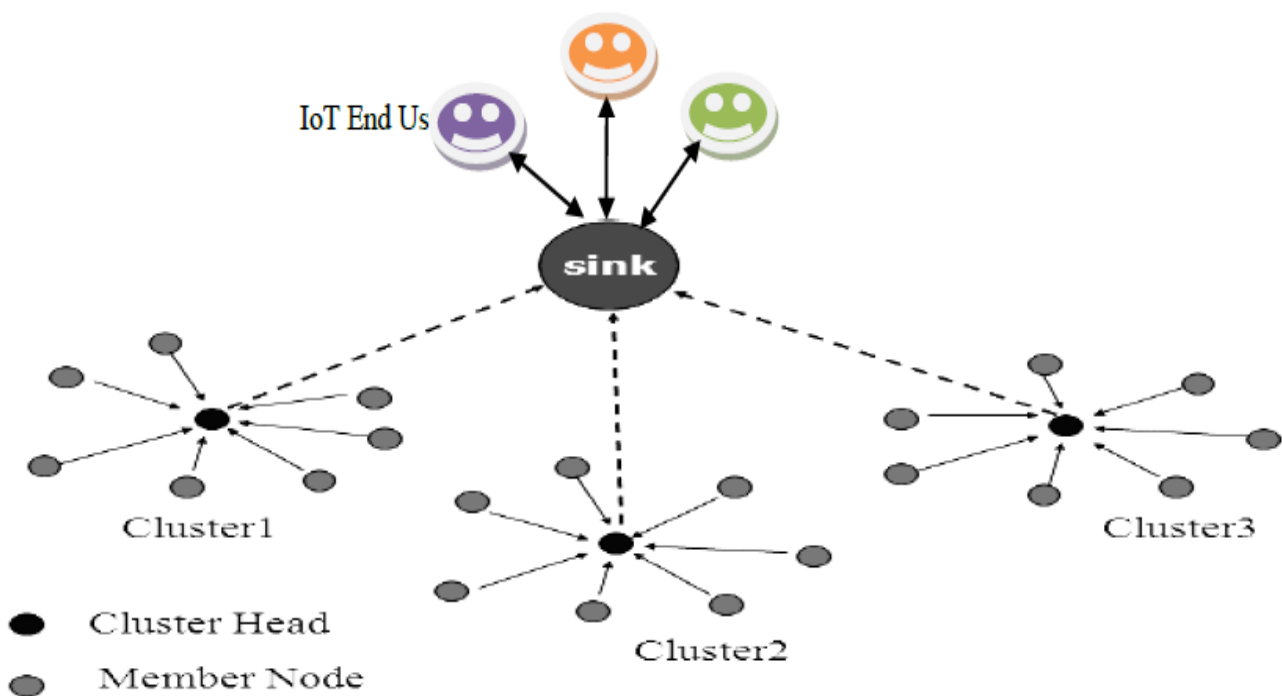 IoT End Us
sink
Cluster1
Cluster3
Cluster2
Cluster Head
Member Node